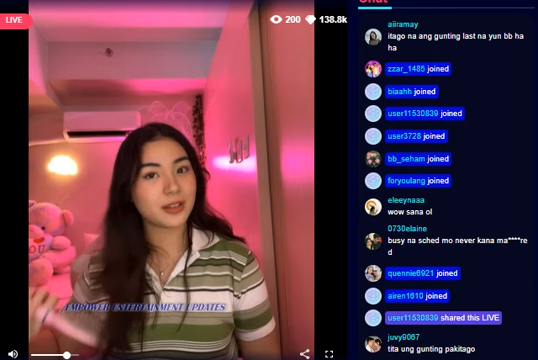 LIVE
200
138.8k
Chat
aiiramay
itago na ang gunting last na yun bb ha
ha
zzar_1485 joined
biaahh joined
user11530839 joined
user3728 joined
bb_seham joined
foryoulang joined
eleeynaaa
wow sana ol
0730elaine
busy na sched mo never kana ma****re
d
quennie6921 joined
airen1610 joined
user11530839 shared this LIVE
juvy9067
tita ung gunting pakitago
EMPOWER ENTERTAINMENT UPDATES